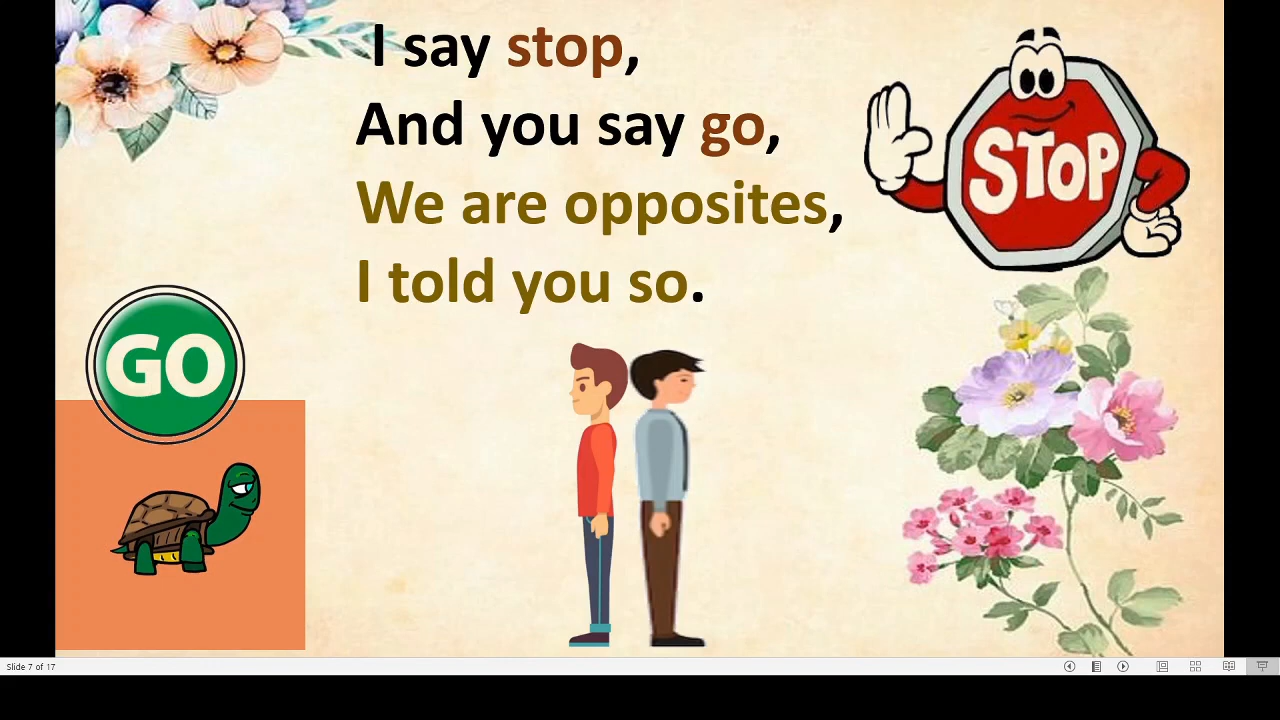 I say stop,
And you say go,
We are opposites,
I told you so.
STOP
GO
Slide 7 of 17